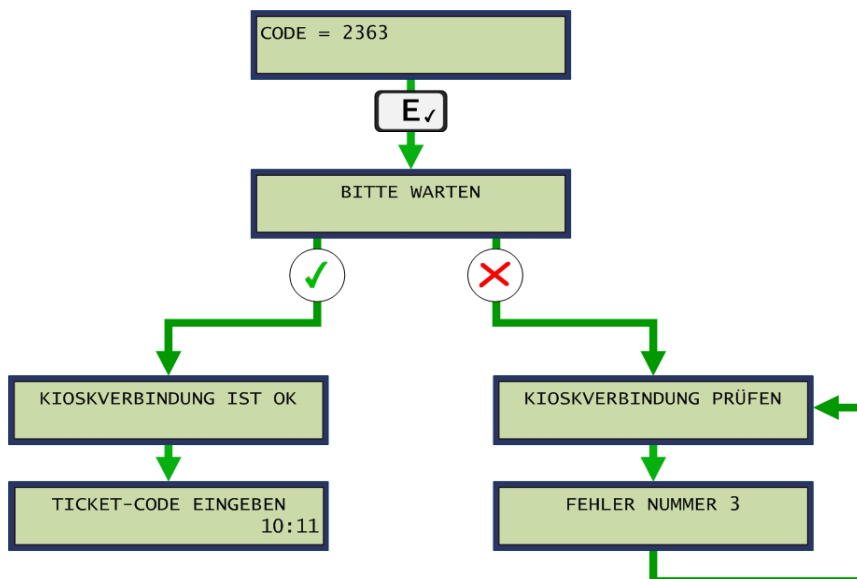 CODE = 2363
E
BITTE WARTEN
KIOSKVERBINDUNG IST OK
KIOSKVERBINDUNG PRÜFEN
TICKET-CODE EINGEBEN
10:11
FEHLER NUMMER 3